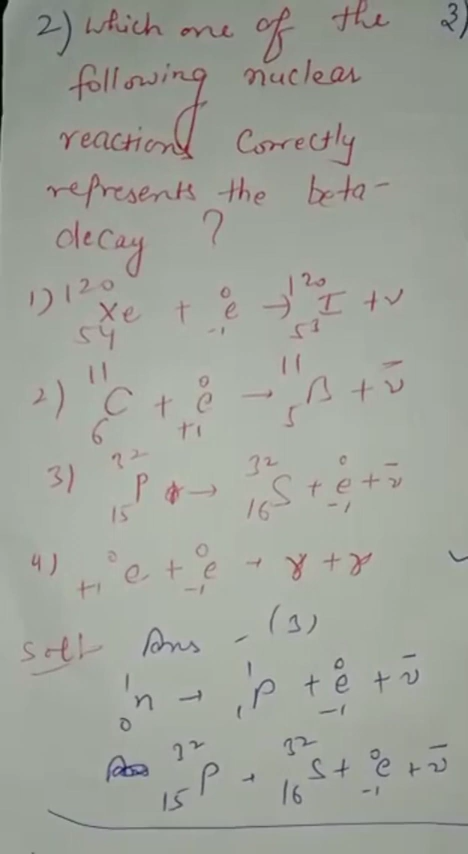 2) Which one of the 3)
following nuclear
reactions Correctly
represents the beta-
decay ?
1) ¹²⁰₅₄Xe + ⁰₋₁e → ¹²⁰₅₃I + ν
2) ¹¹₆C + ⁰₊₁e → ¹¹₅B + ν̄
3) ³²₁₅P → ³²₁₆S + ⁰₋₁e + ν̄
4) ⁰₊₁e + ⁰₋₁e → γ + γ
Soln Ans - (3)
¹₀n → ¹₁p + ⁰₋₁e + ν̄
³²₁₅P → ³²₁₆S + ⁰₋₁e + ν̄